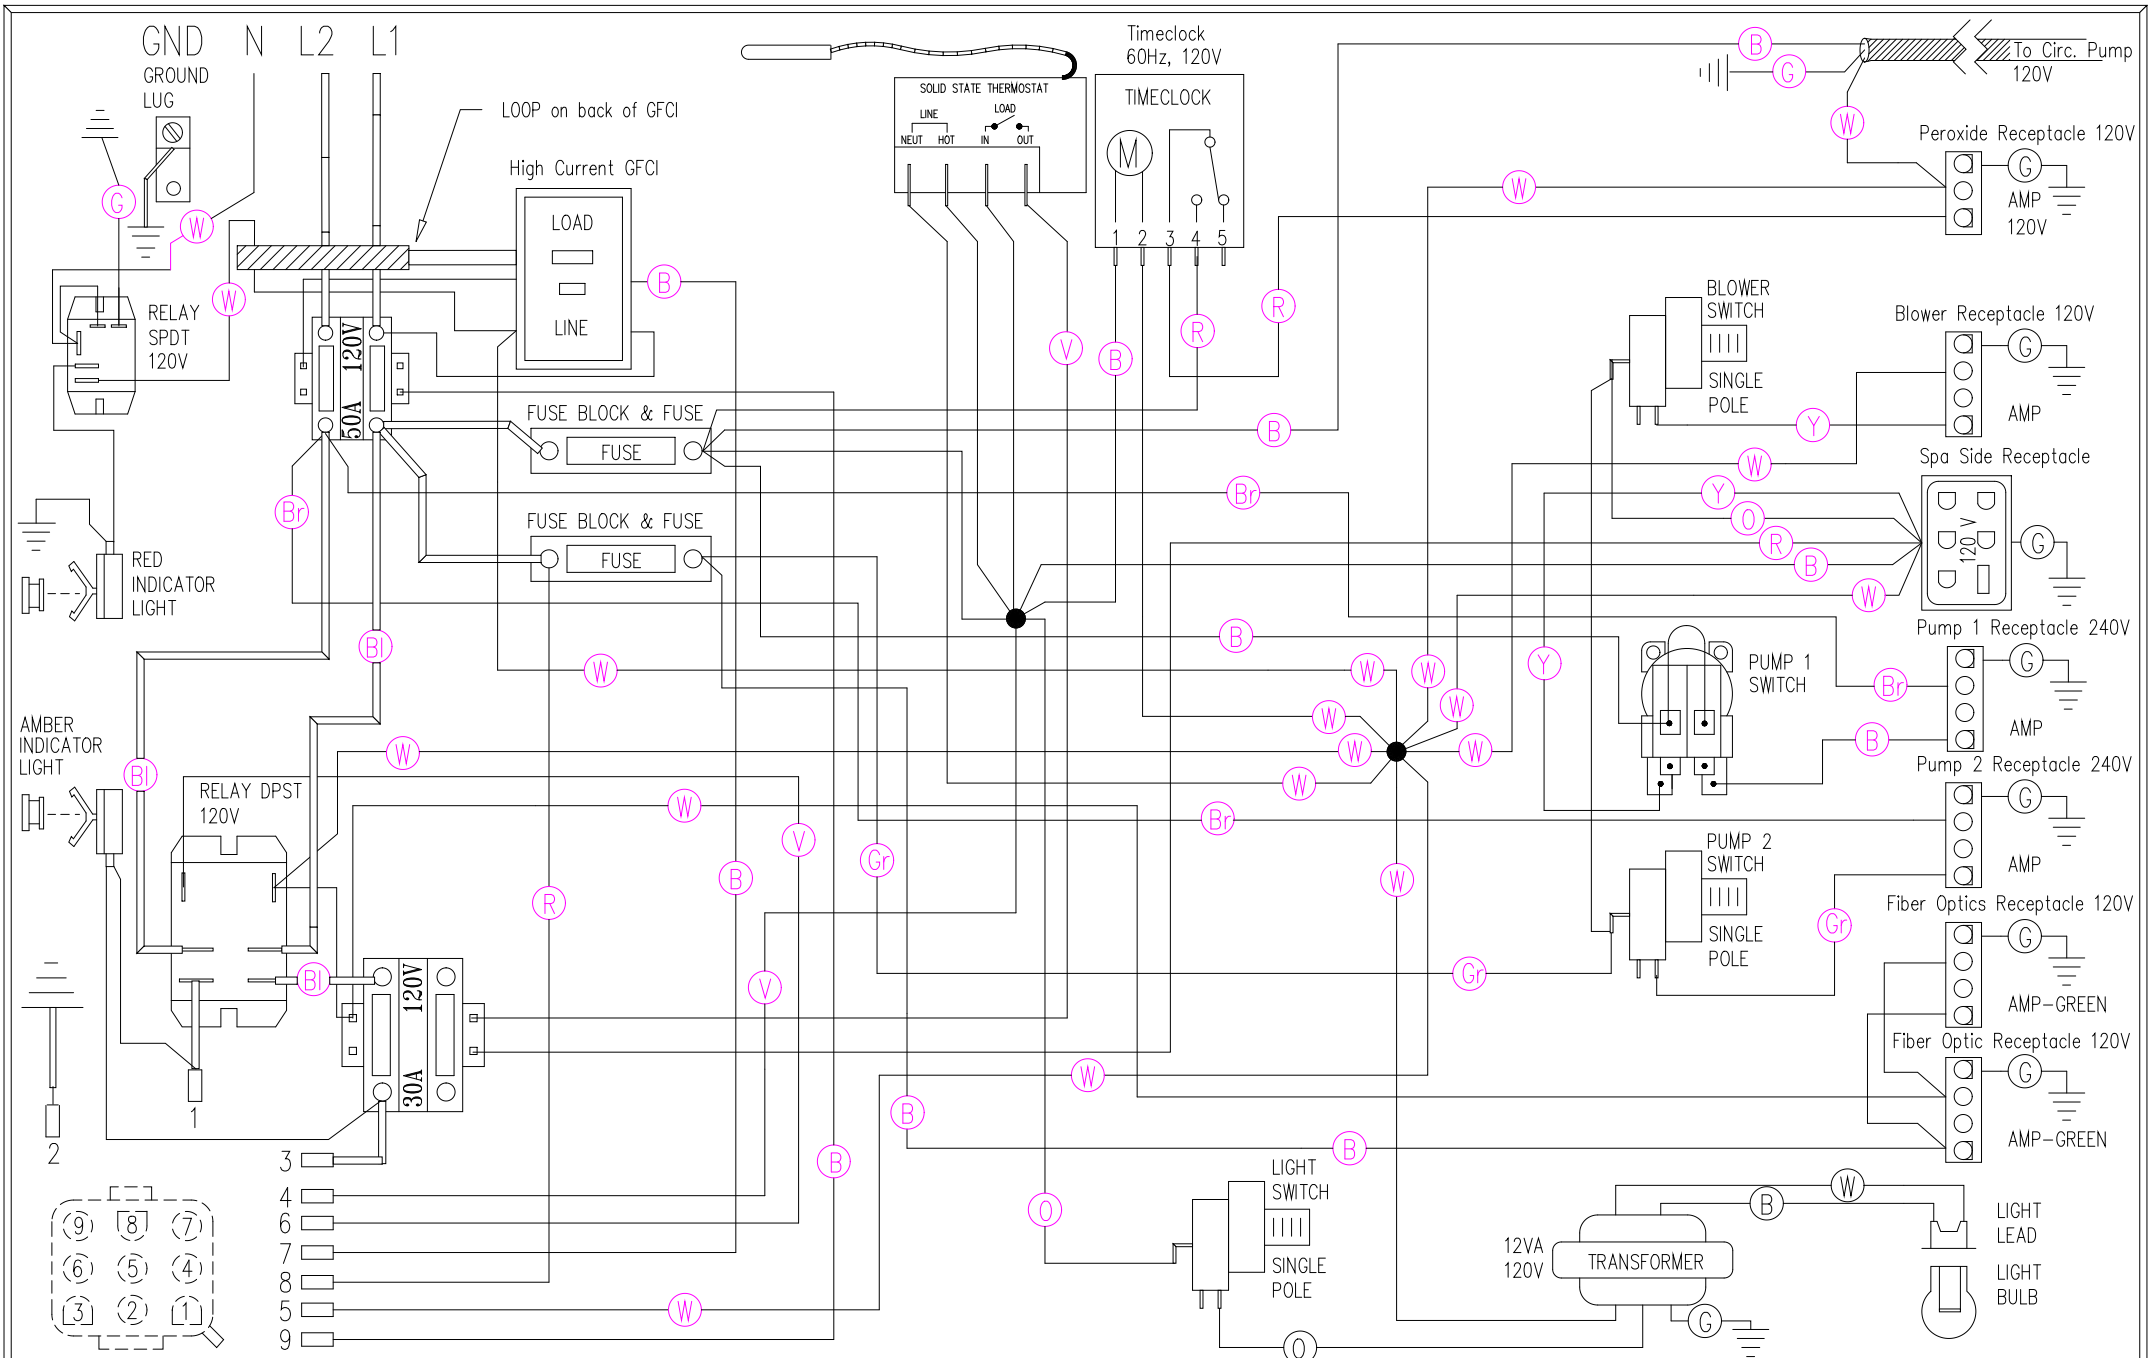 GND N L2 L1
GROUND
LUG
G
W
LOOP on back of GFCI
High Current GFCI
LOAD
LINE
B
W
RELAY
SPDT
120V
50A 120V
SOLID STATE THERMOSTAT
LINE
LOAD
NEUT HOT IN OUT
Timeclock
60Hz, 120V
TIMECLOCK
M
1 2 3 4 5
V
B
R
R
B
G
W
To Circ. Pump
120V
Peroxide Receptacle 120V
G
AMP
120V
W
BLOWER
SWITCH
SINGLE
POLE
Blower Receptacle 120V
G
AMP
Y
W
FUSE BLOCK & FUSE
FUSE
B
Br
FUSE BLOCK & FUSE
FUSE
Br
Spa Side Receptacle
120 V
G
Y
O
R
B
W
RED
INDICATOR
LIGHT
Bl
B
W
W
W
W
W
W
W
W
W
W
Y
PUMP 1
SWITCH
Pump 1 Receptacle 240V
G
Br
AMP
B
AMBER
INDICATOR
LIGHT
Bl
RELAY DPST
120V
W
V
Gr
B
R
Br
W
Pump 2 Receptacle 240V
G
AMP
PUMP 2
SWITCH
SINGLE
POLE
Gr
Fiber Optics Receptacle 120V
G
AMP-GREEN
Bl
30A 120V
V
Gr
Fiber Optic Receptacle 120V
G
AMP-GREEN
W
B
B
B
1
2
3
4
6
7
8
5
9
W
O
9 8 7
6 5 4
3 2 1
LIGHT
SWITCH
SINGLE
POLE
O
12VA
120V
TRANSFORMER
G
W
B
LIGHT
LEAD
LIGHT
BULB